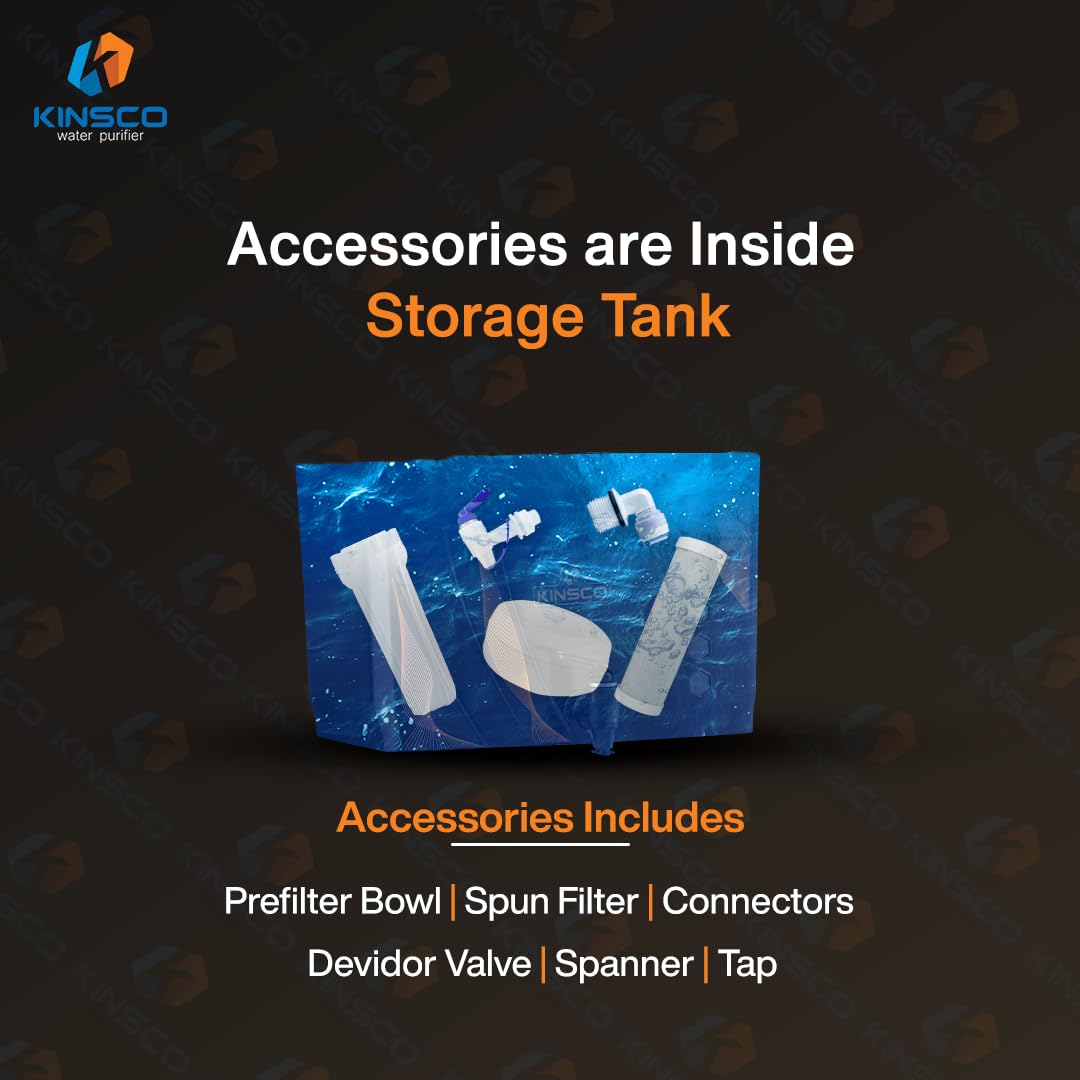 KINSCO
water purifier
Accessories are Inside
Storage Tank
KINSCO
Accessories Includes
Prefilter Bowl | Spun Filter | Connectors
Devidor Valve | Spanner | Tap